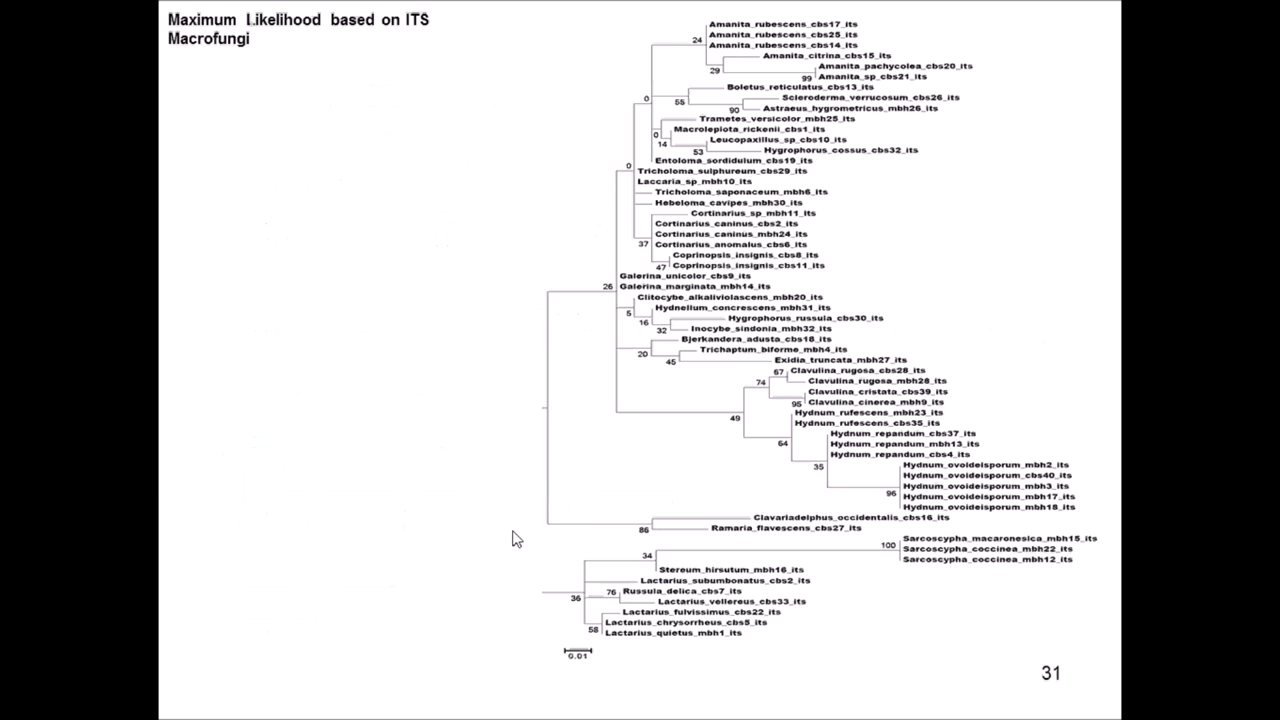 Maximum Likelihood based on ITS
Macrofungi
Amanita_rubescens_cbs17_its
Amanita_rubescens_cbs25_its
24
Amanita_rubescens_cbs14_its
Amanita_citrina_cbs15_its
29
Amanita_pachycolea_cbs20_its
99
Amanita_sp_cbs21_its
Boletus_reticulatus_cbs13_its
0
55
Scleroderma_verrucosum_cbs26_its
90
Astraeus_hygrometricus_mbh26_its
Trametes_versicolor_mbh25_its
0
Macrolepiota_rickenii_cbs1_its
14
Leucopaxillus_sp_cbs10_its
53
Hygrophorus_cossus_cbs32_its
Entoloma_sordidulum_cbs19_its
0
Tricholoma_sulphureum_cbs29_its
Laccaria_sp_mbh10_its
Tricholoma_saponaceum_mbh6_its
Hebeloma_cavipes_mbh30_its
Cortinarius_sp_mbh11_its
Cortinarius_caninus_cbs2_its
Cortinarius_caninus_mbh24_its
37
Cortinarius_anomalus_cbs6_its
Coprinopsis_insignis_cbs8_its
47
Coprinopsis_insignis_cbs11_its
Galerina_unicolor_cbs9_its
26
Galerina_marginata_mbh14_its
Clitocybe_alkaliviolascens_mbh20_its
5
Hydnellum_concrescens_mbh31_its
16
Hygrophorus_russula_cbs30_its
32
Inocybe_sindonia_mbh32_its
Bjerkandera_adusta_cbs18_its
20
Trichaptum_biforme_mbh4_its
45
Exidia_truncata_mbh27_its
67
Clavulina_rugosa_cbs28_its
74
Clavulina_rugosa_mbh28_its
Clavulina_cristata_cbs39_its
95
Clavulina_cinerea_mbh9_its
49
Hydnum_rufescens_mbh23_its
Hydnum_rufescens_cbs35_its
Hydnum_repandum_cbs37_its
64
Hydnum_repandum_mbh13_its
Hydnum_repandum_cbs4_its
35
Hydnum_ovoideisporum_mbh2_its
Hydnum_ovoideisporum_cbs40_its
Hydnum_ovoideisporum_mbh3_its
96
Hydnum_ovoideisporum_mbh17_its
Hydnum_ovoideisporum_mbh18_its
Clavariadelphus_occidentalis_cbs16_its
86
Ramaria_flavescens_cbs27_its
Sarcoscypha_macaronesica_mbh15_its
100
Sarcoscypha_coccinea_mbh22_its
34
Sarcoscypha_coccinea_mbh12_its
Stereum_hirsutum_mbh16_its
Lactarius_subumbonatus_cbs2_its
76
Russula_delica_cbs7_its
36
Lactarius_vellereus_cbs33_its
Lactarius_fulvissimus_cbs22_its
Lactarius_chrysorrheus_cbs5_its
58
Lactarius_quietus_mbh1_its
0.01
31